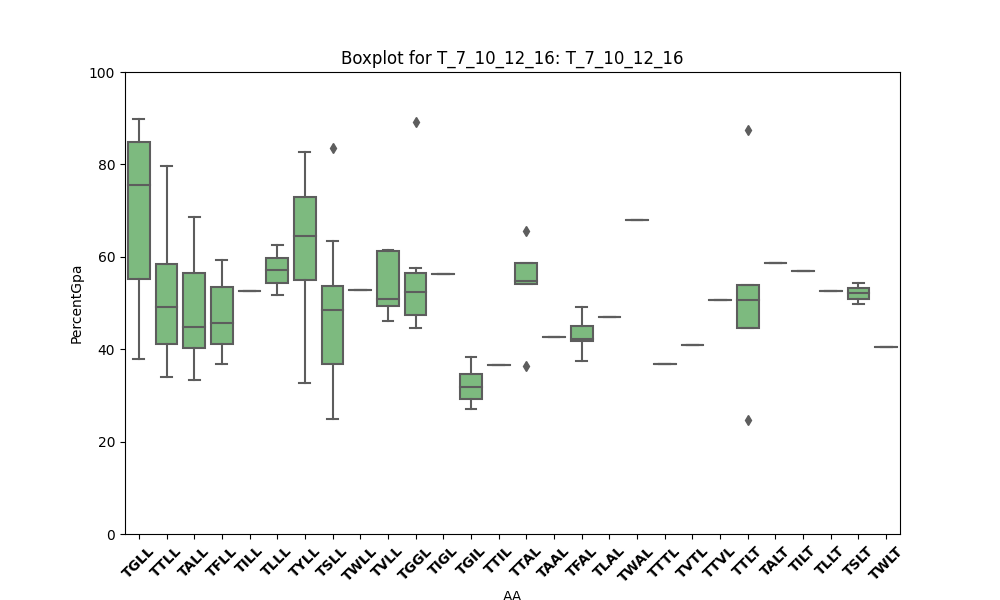 Boxplot for T_7_10_12_16: T_7_10_12_16
100
80
60
40
20
0
PercentGpa
TGLL TTLL TALL TFLL TILL TLLL TYLL TSLL TWLL TVLL TGGL TIGL TGIL TTIL TTAL TAAL TFAL TLAL TWAL TTTL TVTL TTVL TTLT TALT TILT TLLT TSLT TWLT
AA